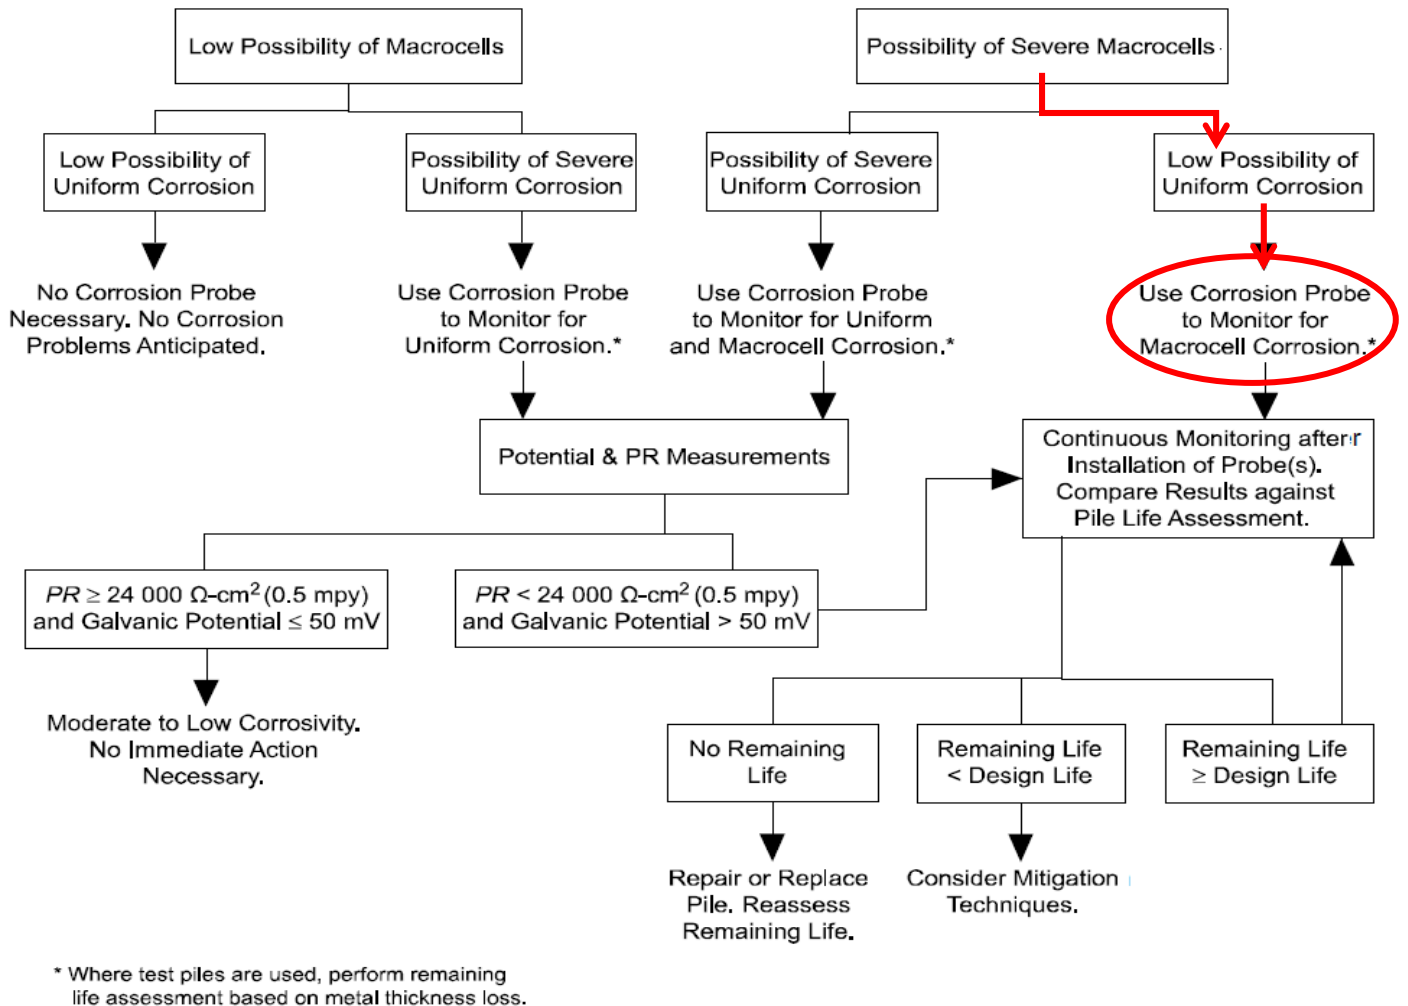 Low Possibility of Macrocells
Possibility of Severe Macrocells
Low Possibility of
Uniform Corrosion
Possibility of Severe
Uniform Corrosion
Possibility of Severe
Uniform Corrosion
Low Possibility of
Uniform Corrosion
No Corrosion Probe
Necessary. No Corrosion
Problems Anticipated.
Use Corrosion Probe
to Monitor for
Uniform Corrosion.*
Use Corrosion Probe
to Monitor for Uniform
and Macrocell Corrosion.*
Use Corrosion Probe
to Monitor for
Macrocell Corrosion.*
Potential & PR Measurements
Continuous Monitoring after
Installation of Probe(s).
Compare Results against
Pile Life Assessment.
PR ≥ 24 000 Ω-cm² (0.5 mpy)
and Galvanic Potential ≤ 50 mV
PR < 24 000 Ω-cm² (0.5 mpy)
and Galvanic Potential > 50 mV
Moderate to Low Corrosivity.
No Immediate Action
Necessary.
No Remaining
Life
Remaining Life
< Design Life
Remaining Life
≥ Design Life
Repair or Replace
Pile. Reassess
Remaining Life.
Consider Mitigation
Techniques.
* Where test piles are used, perform remaining
life assessment based on metal thickness loss.